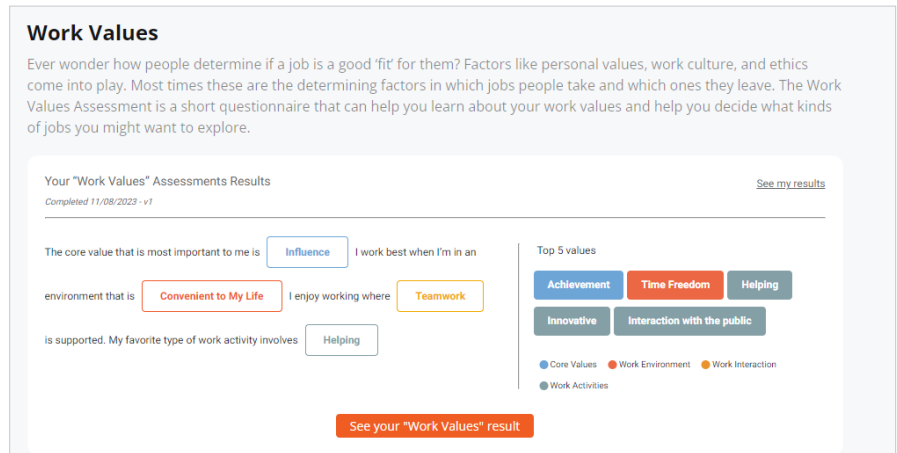 Work Values
Ever wonder how people determine if a job is a good ‘fit’ for them? Factors like personal values, work culture, and ethics
come into play. Most times these are the determining factors in which jobs people take and which ones they leave. The Work
Values Assessment is a short questionnaire that can help you learn about your work values and help you decide what kinds
of jobs you might want to explore.
Your “Work Values” Assessments Results
See my results
Completed 11/08/2023 - v1
The core value that is most important to me is Influence I work best when I'm in an
environment that is Convenient to My Life I enjoy working where Teamwork
is supported. My favorite type of work activity involves Helping
Top 5 values
Achievement Time Freedom Helping
Innovative Interaction with the public
Core Values Work Environment Work Interaction
Work Activities
See your "Work Values" result